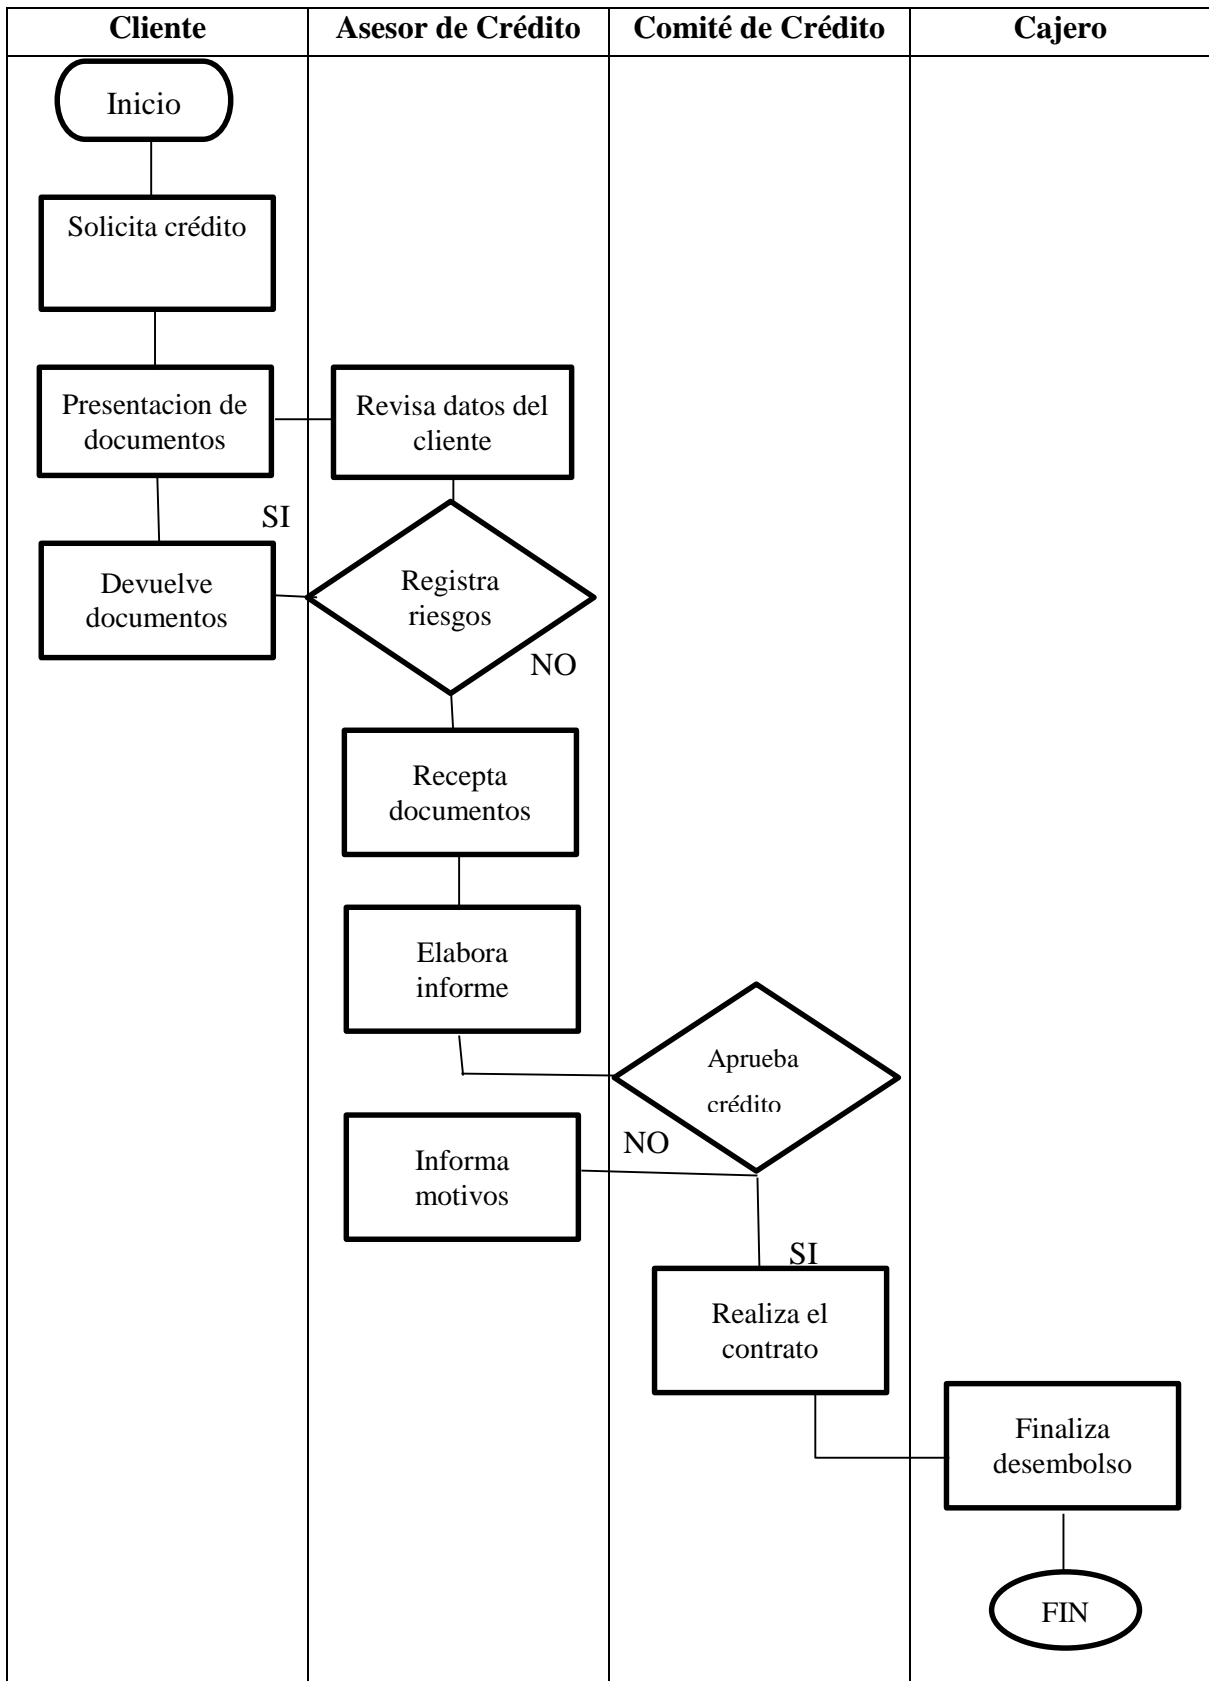 Cliente
Asesor de Crédito
Comité de Crédito
Cajero
Inicio
Solicita crédito
Presentacion de
documentos
Revisa datos del
cliente
SI
Devuelve
documentos
Registra
riesgos
NO
Recepta
documentos
Elabora
informe
Aprueba
crédito
NO
Informa
motivos
SI
Realiza el
contrato
Finaliza
desembolso
FIN